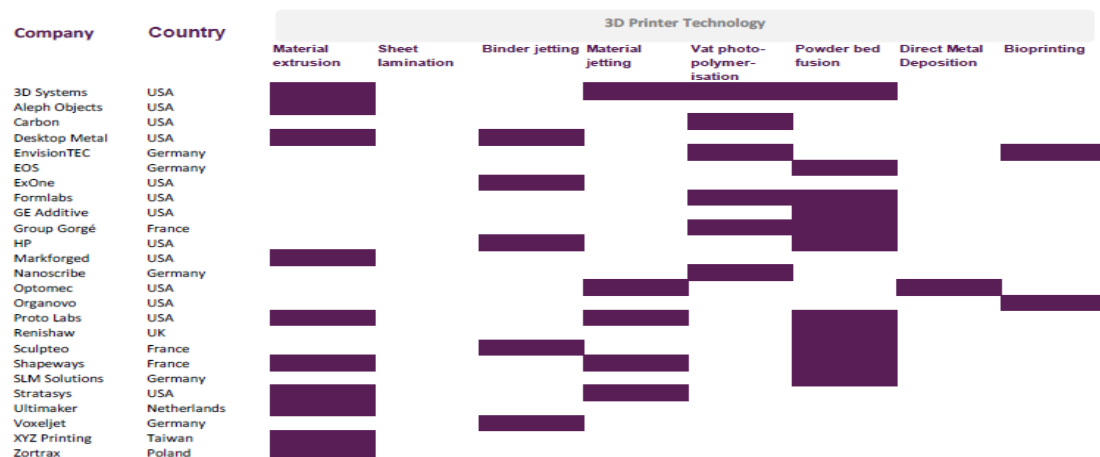 3D Printer Technology
Company Country
Material extrusion Sheet lamination Binder jetting Material jetting Vat photo-polymer-isation Powder bed fusion Direct Metal Deposition Bioprinting
3D Systems USA
Aleph Objects USA
Carbon USA
Desktop Metal USA
EnvisionTEC Germany
EOS Germany
ExOne USA
Formlabs USA
GE Additive USA
Group Gorgé France
HP USA
Markforged USA
Nanoscribe Germany
Optomec USA
Organovo USA
Proto Labs USA
Renishaw UK
Sculpteo France
Shapeways France
SLM Solutions Germany
Stratasys USA
Ultimaker Netherlands
Voxeljet Germany
XYZ Printing Taiwan
Zortrax Poland